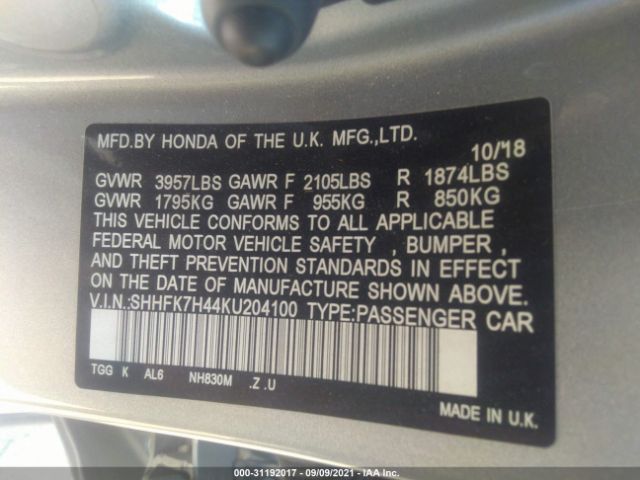 MFD.BY HONDA OF THE U.K. MFG.,LTD.
10/'18
GVWR 3957LBS GAWR F 2105LBS R 1874LBS
GVWR 1795KG GAWR F 955KG R 850KG
THIS VEHICLE CONFORMS TO ALL APPLICABLE
FEDERAL MOTOR VEHICLE SAFETY , BUMPER ,
AND THEFT PREVENTION STANDARDS IN EFFECT
ON THE DATE OF MANUFACTURE SHOWN ABOVE.
V.I.N.:SHHFK7H44KU204100 TYPE:PASSENGER CAR
TGG K AL6 NH830M .Z .U
MADE IN U.K.
000-31192017 - 09/09/2021 - IAA Inc.